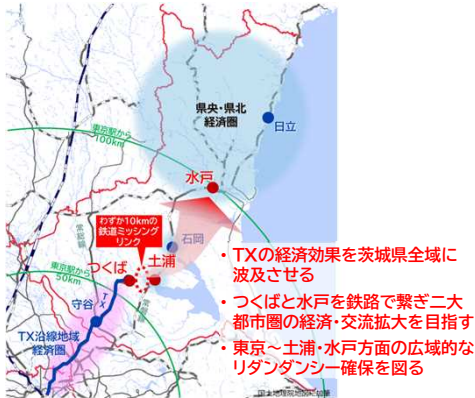 県央・県北
経済圏
日立
東京駅から
100km
水戸
わずか10kmの
鉄道ミッシング
リンク
石岡
常総線
つくば
土浦
東京駅から
50km
TX
守谷
常磐線
TX沿線地域
経済圏
・TXの経済効果を茨城県全域に
波及させる
・つくばと水戸を鉄路で繋ぎ二大
都市圏の経済・交流拡大を目指す
・東京～土浦・水戸方面の広域的な
リダンダンシー確保を図る
国土地理院地図に加筆